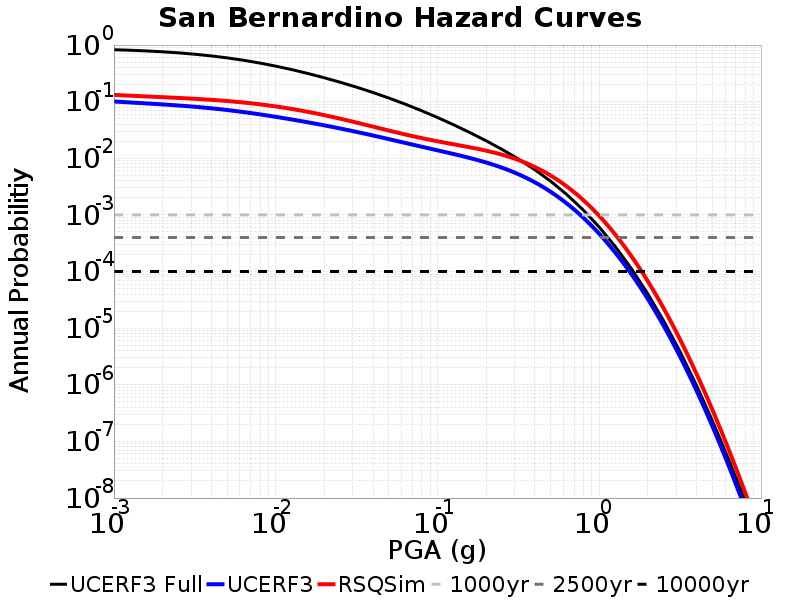 San Bernardino Hazard Curves
10^0
10^-1
10^-2
10^-3
10^-4
10^-5
10^-6
10^-7
10^-8
Annual Probabilitiy
10^-3 10^-2 10^-1 10^0 10^1
PGA (g)
UCERF3 Full UCERF3 RSQSim 1000yr 2500yr 10000yr